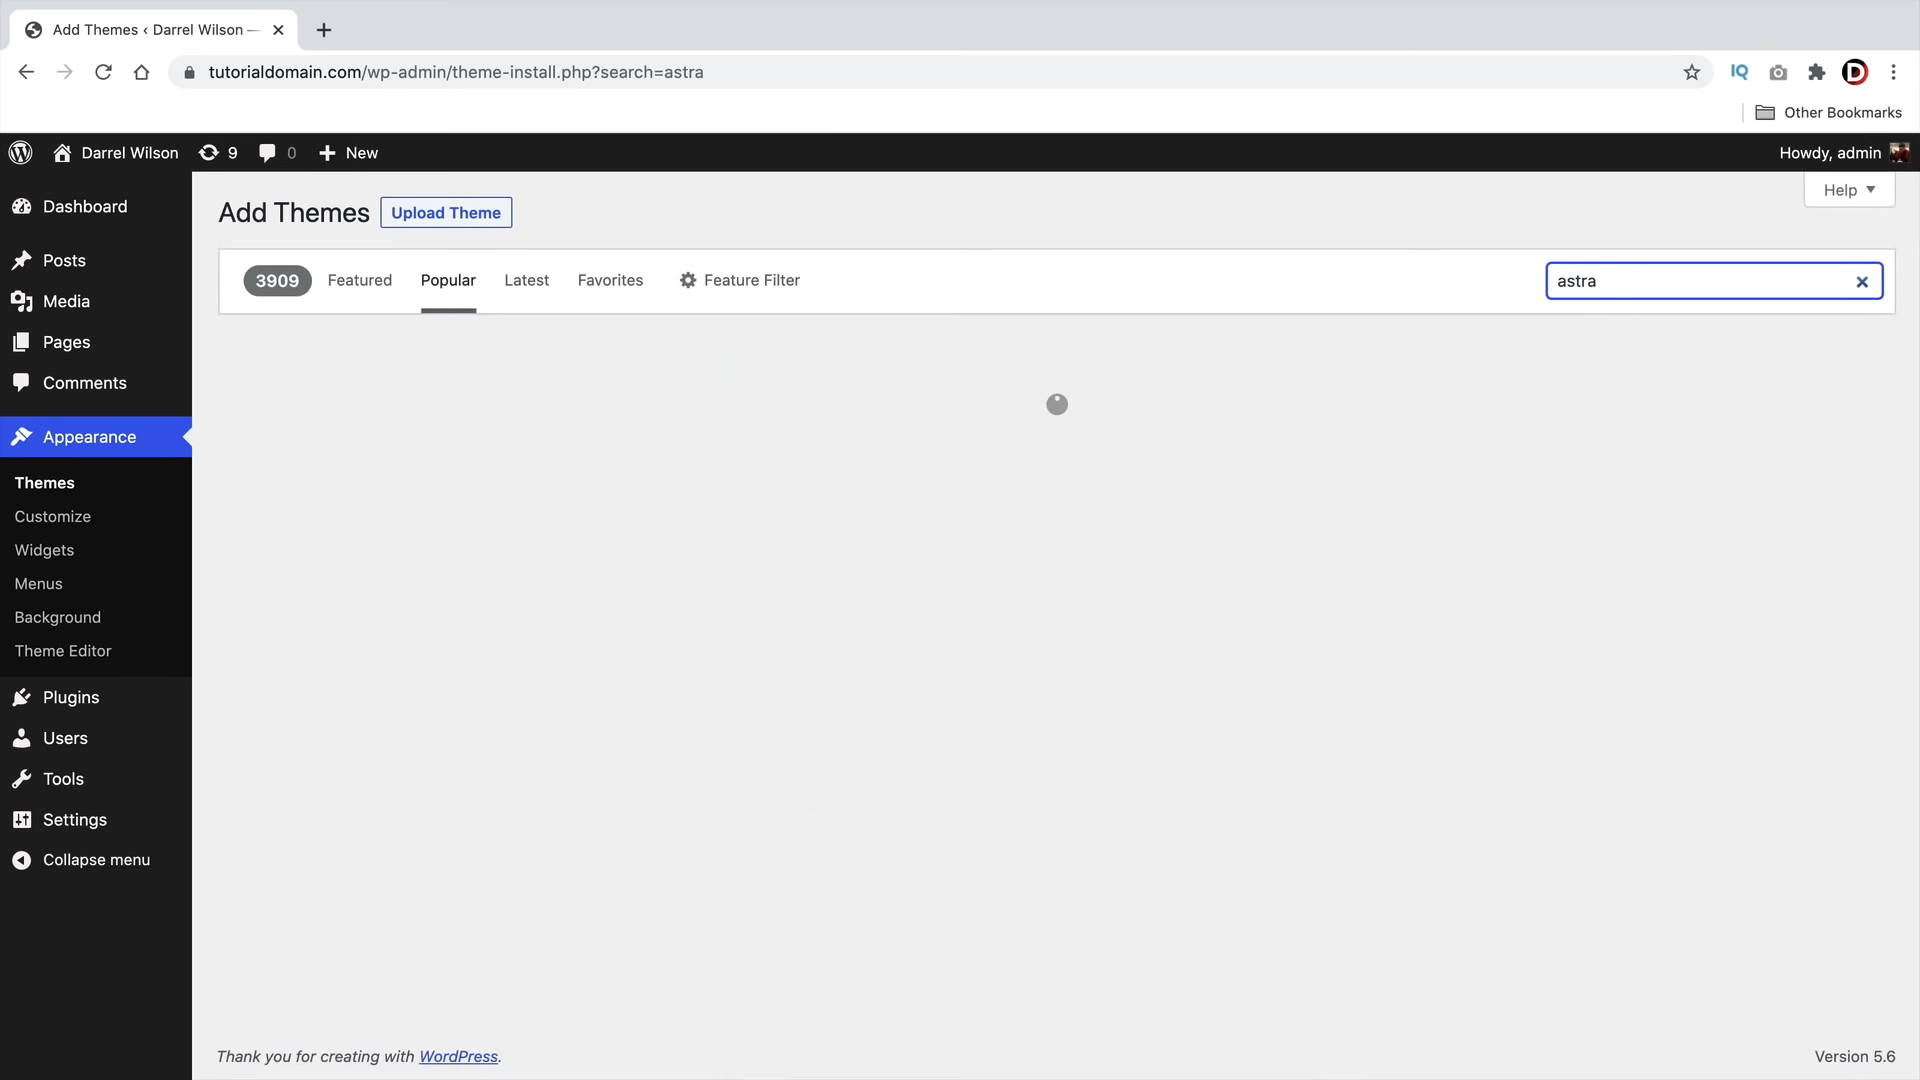 Add Themes ‹ Darrel Wilson —
tutorialdomain.com/wp-admin/theme-install.php?search=astra
IQ
D
Other Bookmarks
Darrel Wilson 9 0 New
Howdy, admin
Help
Dashboard
Posts
Media
Pages
Comments
Appearance
Themes
Customize
Widgets
Menus
Background
Theme Editor
Plugins
Users
Tools
Settings
Collapse menu
Add Themes Upload Theme
3909 Featured Popular Latest Favorites Feature Filter
astra
Thank you for creating with WordPress.
Version 5.6